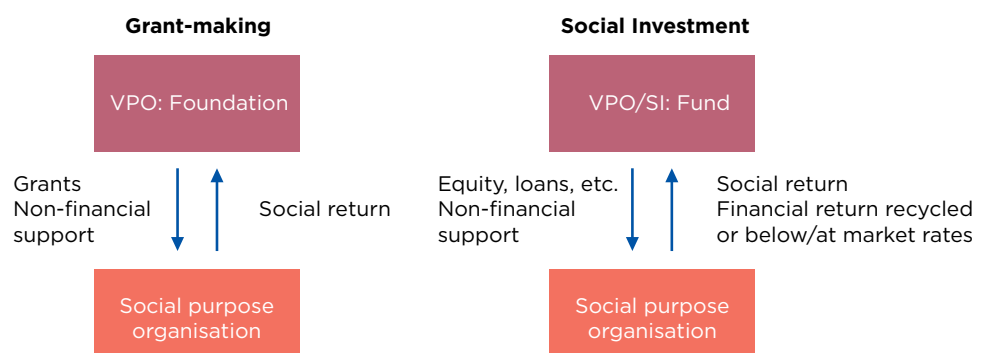 Grant-making
VPO: Foundation
Grants
Non-financial
support
Social return
Social purpose
organisation
Social Investment
VPO/SI: Fund
Equity, loans, etc.
Non-financial
support
Social return
Financial return recycled
or below/at market rates
Social purpose
organisation